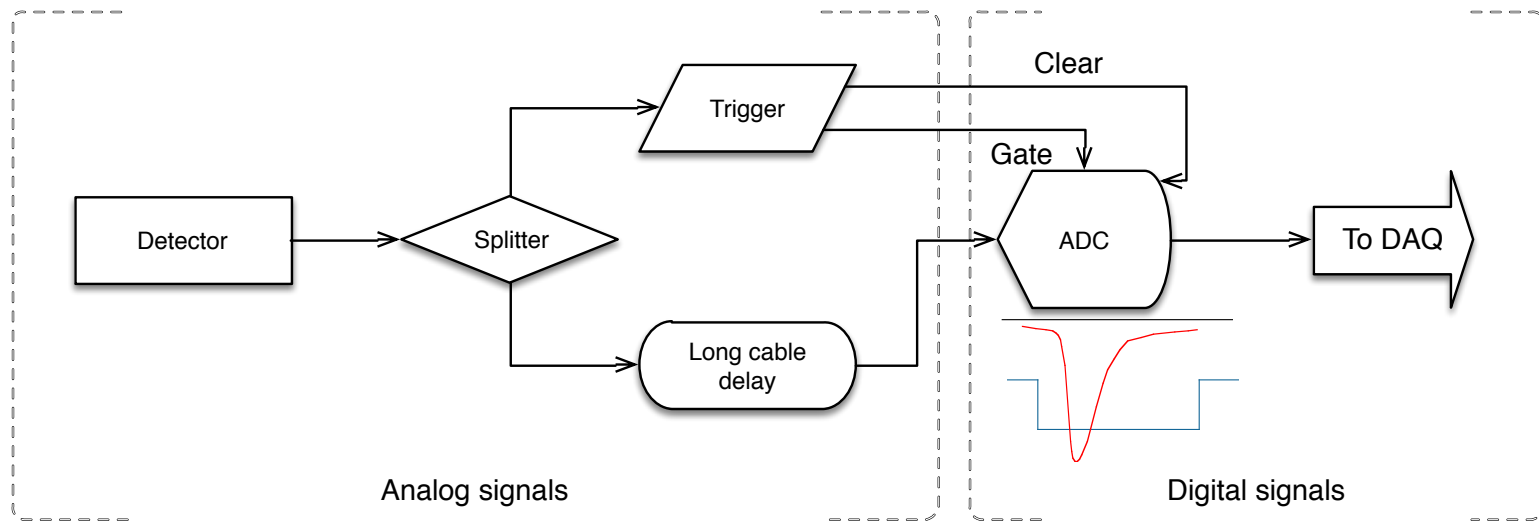 Clear
Trigger
Gate
Detector
Splitter
ADC
To DAQ
Long cable
delay
Analog signals
Digital signals